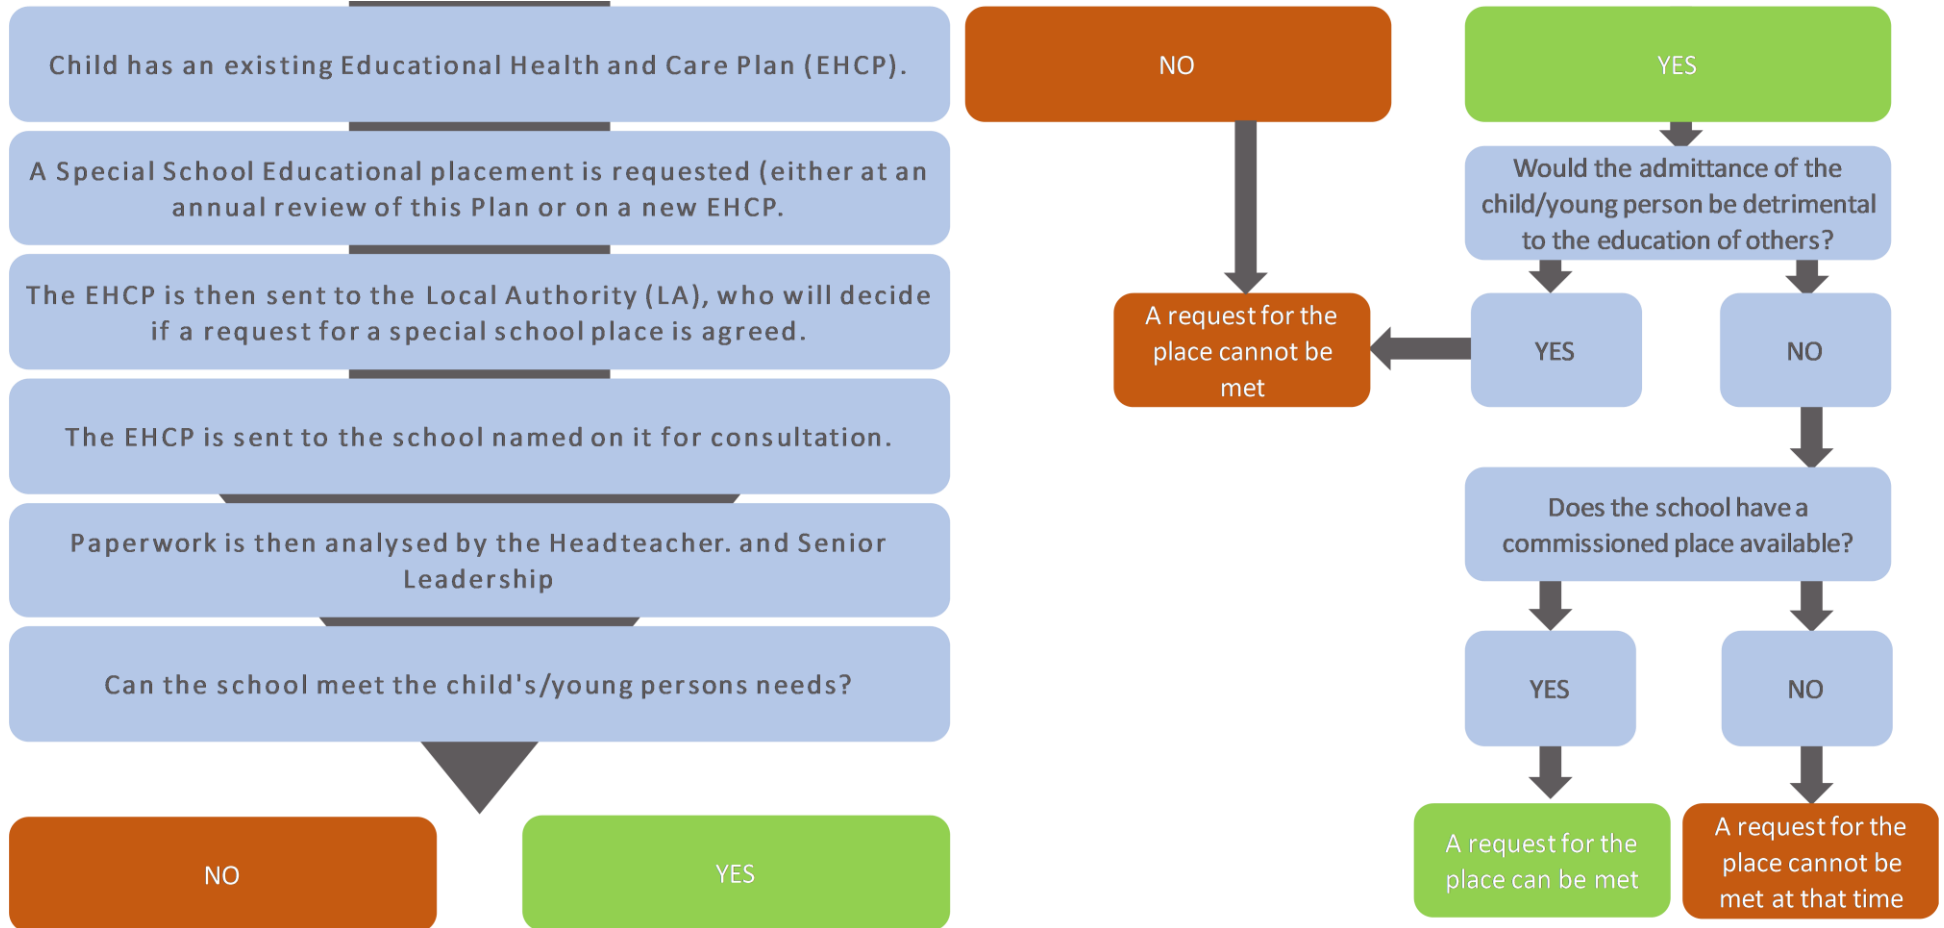 Child has an existing Educational Health and Care Plan (EHCP).
A Special School Educational placement is requested (either at an
annual review of this Plan or on a new EHCP.
The EHCP is then sent to the Local Authority (LA), who will decide
if a request for a special school place is agreed.
The EHCP is sent to the school named on it for consultation.
Paperwork is then analysed by the Headteacher. and Senior
Leadership
Can the school meet the child's/young persons needs?
NO
YES
NO
YES
Would the admittance of the
child/young person be detrimental
to the education of others?
A request for the
place cannot be
met
YES
NO
Does the school have a
commissioned place available?
YES
NO
A request for the
place can be met
A request for the
place cannot be
met at that time